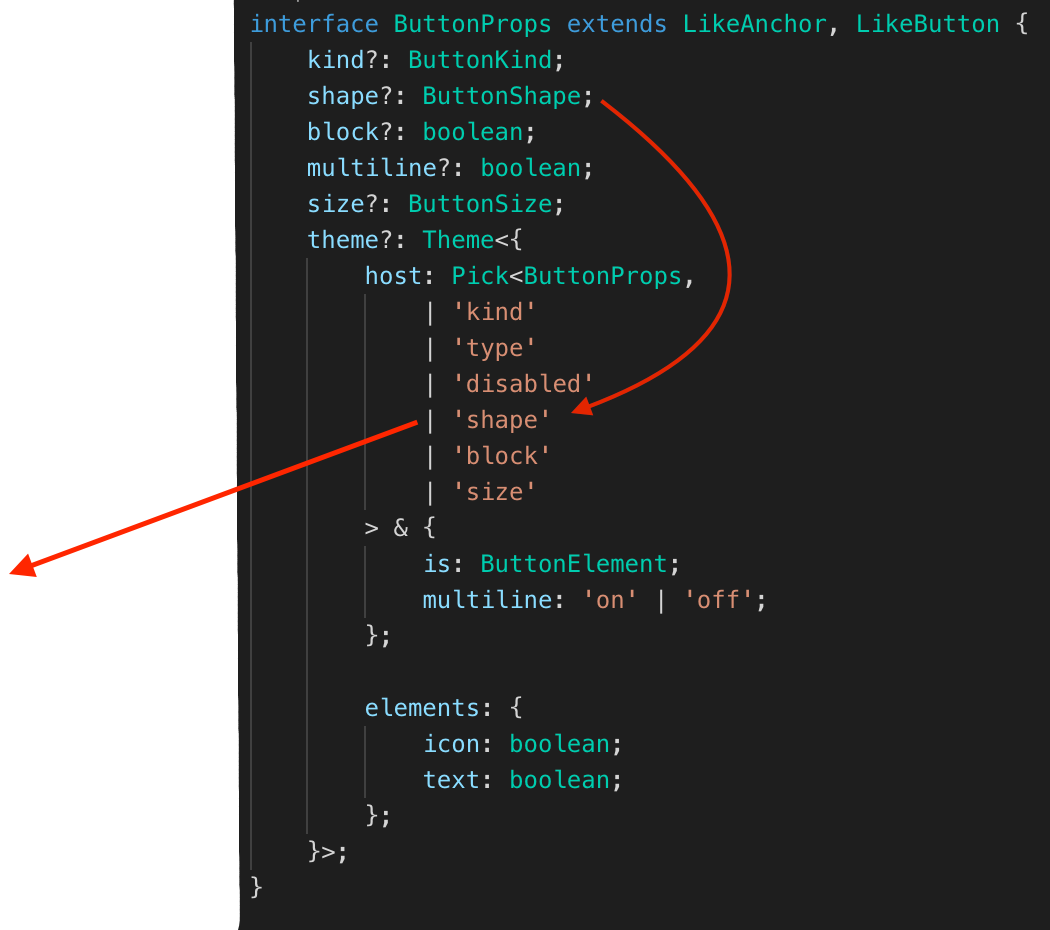 interface ButtonProps extends LikeAnchor, LikeButton {
    kind?: ButtonKind;
    shape?: ButtonShape;
    block?: boolean;
    multiline?: boolean;
    size?: ButtonSize;
    theme?: Theme<{
        host: Pick<ButtonProps,
            | 'kind'
            | 'type'
            | 'disabled'
            | 'shape'
            | 'block'
            | 'size'
        > & {
            is: ButtonElement;
            multiline: 'on' | 'off';
        };

        elements: {
            icon: boolean;
            text: boolean;
        };
    }>;
}